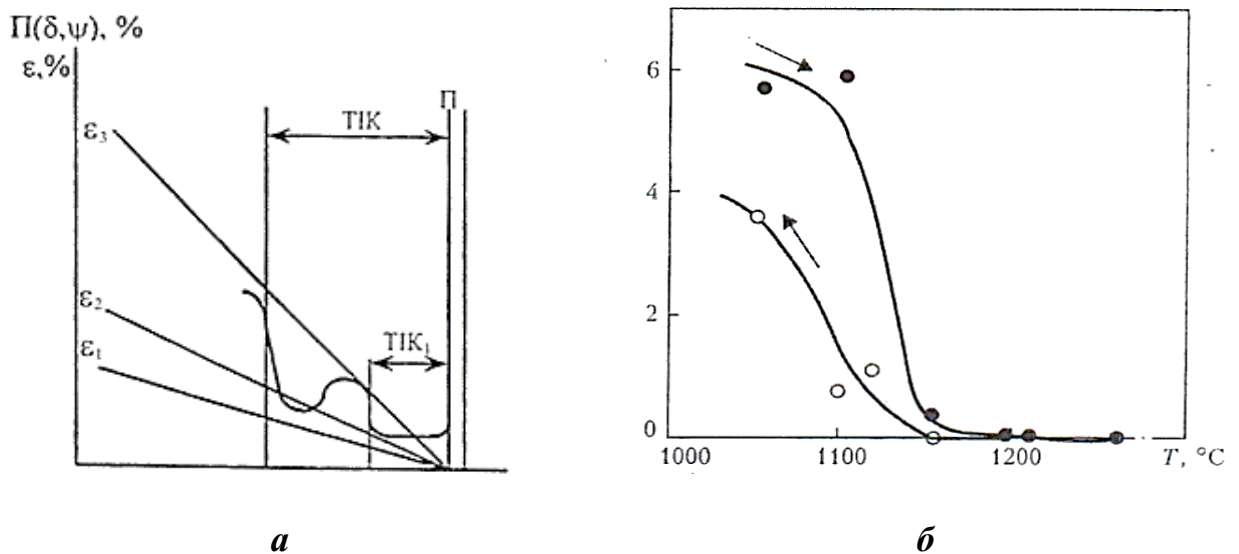 П(δ,ψ), %
ε,%
П
ТІК
ε₃
ε₂
ε₁
ТІК₁
6
4
2
0
1000
1100
1200
T, °C
а
б